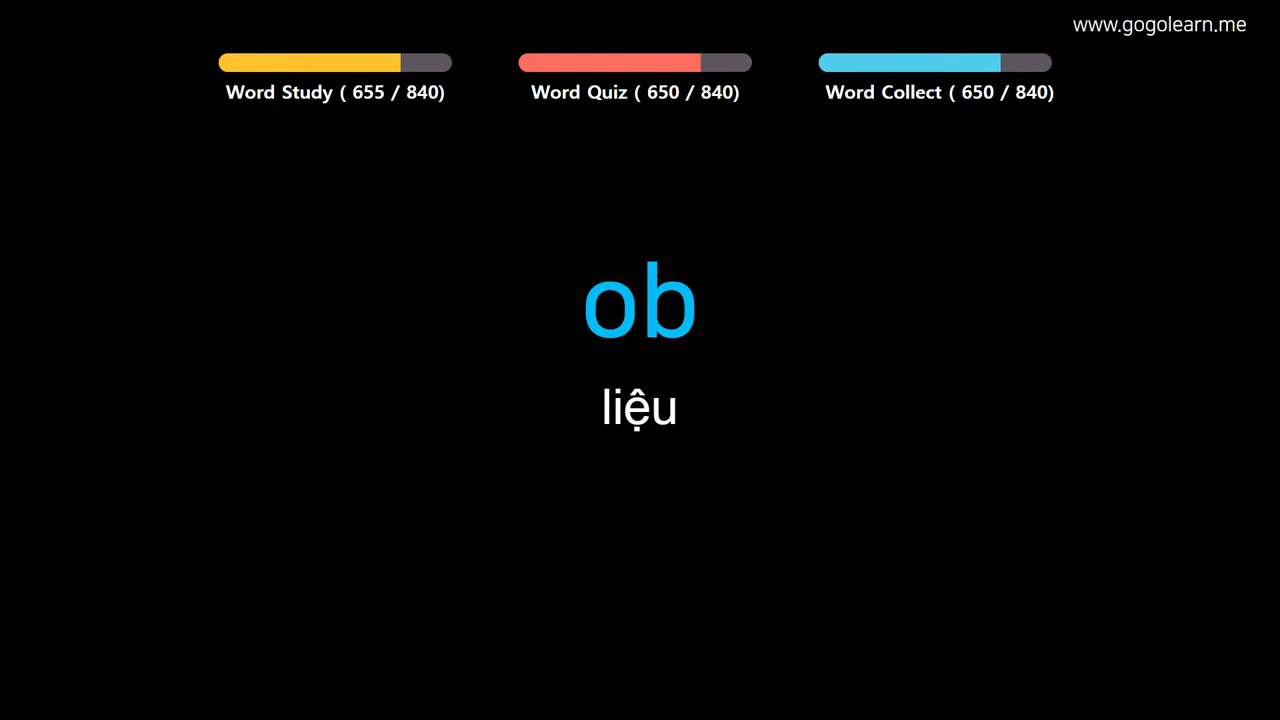 www.gogolearn.me
Word Study ( 655 / 840)
Word Quiz ( 650 / 840)
Word Collect ( 650 / 840)
ob
liệu